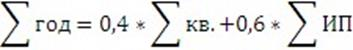 ∑ год = 0,4 * ∑ кв. +0,6 * ∑ ИП